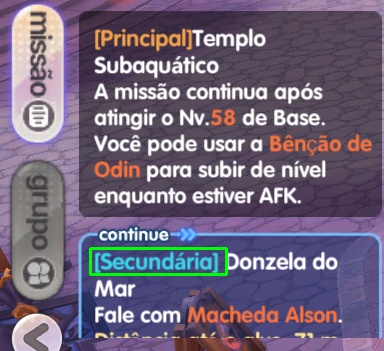 missão
grupo
[Principal]Templo
Subaquático
A missão continua após
atingir o Nv.58 de Base.
Você pode usar a Bênção de
Odin para subir de nível
enquanto estiver AFK.
continue
[Secundária] Donzela do
Mar
Fale com Macheda Alson.